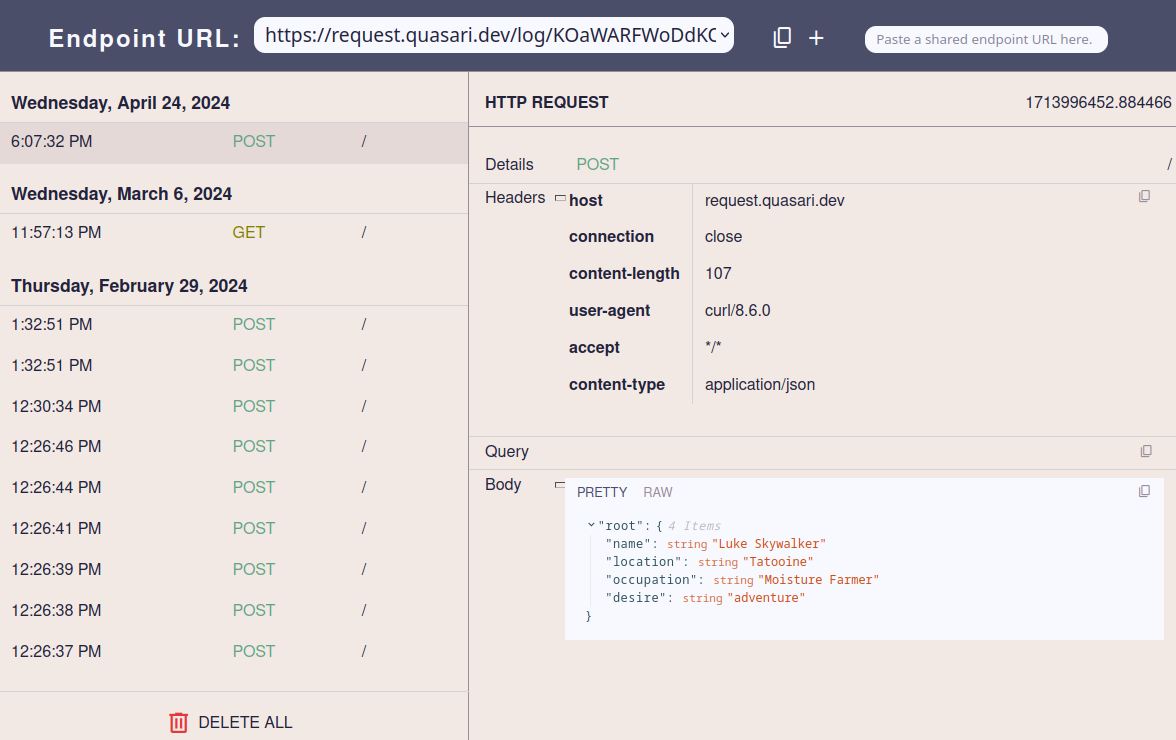 Endpoint URL: https://request.quasari.dev/log/KOaWARFWoDdKC + Paste a shared endpoint URL here.
Wednesday, April 24, 2024
6:07:32 PM POST /
Wednesday, March 6, 2024
11:57:13 PM GET /
Thursday, February 29, 2024
1:32:51 PM POST /
1:32:51 PM POST /
12:30:34 PM POST /
12:26:46 PM POST /
12:26:44 PM POST /
12:26:41 PM POST /
12:26:39 PM POST /
12:26:38 PM POST /
12:26:37 PM POST /
DELETE ALL
HTTP REQUEST 1713996452.884466
Details POST /
Headers host request.quasari.dev
connection close
content-length 107
user-agent curl/8.6.0
accept */*
content-type application/json
Query
Body PRETTY RAW
"root": { 4 Items
"name": string "Luke Skywalker"
"location": string "Tatooine"
"occupation": string "Moisture Farmer"
"desire": string "adventure"
}